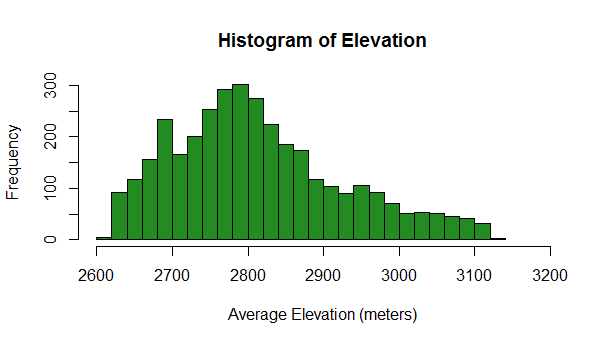 Histogram of Elevation
Frequency
300
200
100
0
2600 2700 2800 2900 3000 3100 3200
Average Elevation (meters)